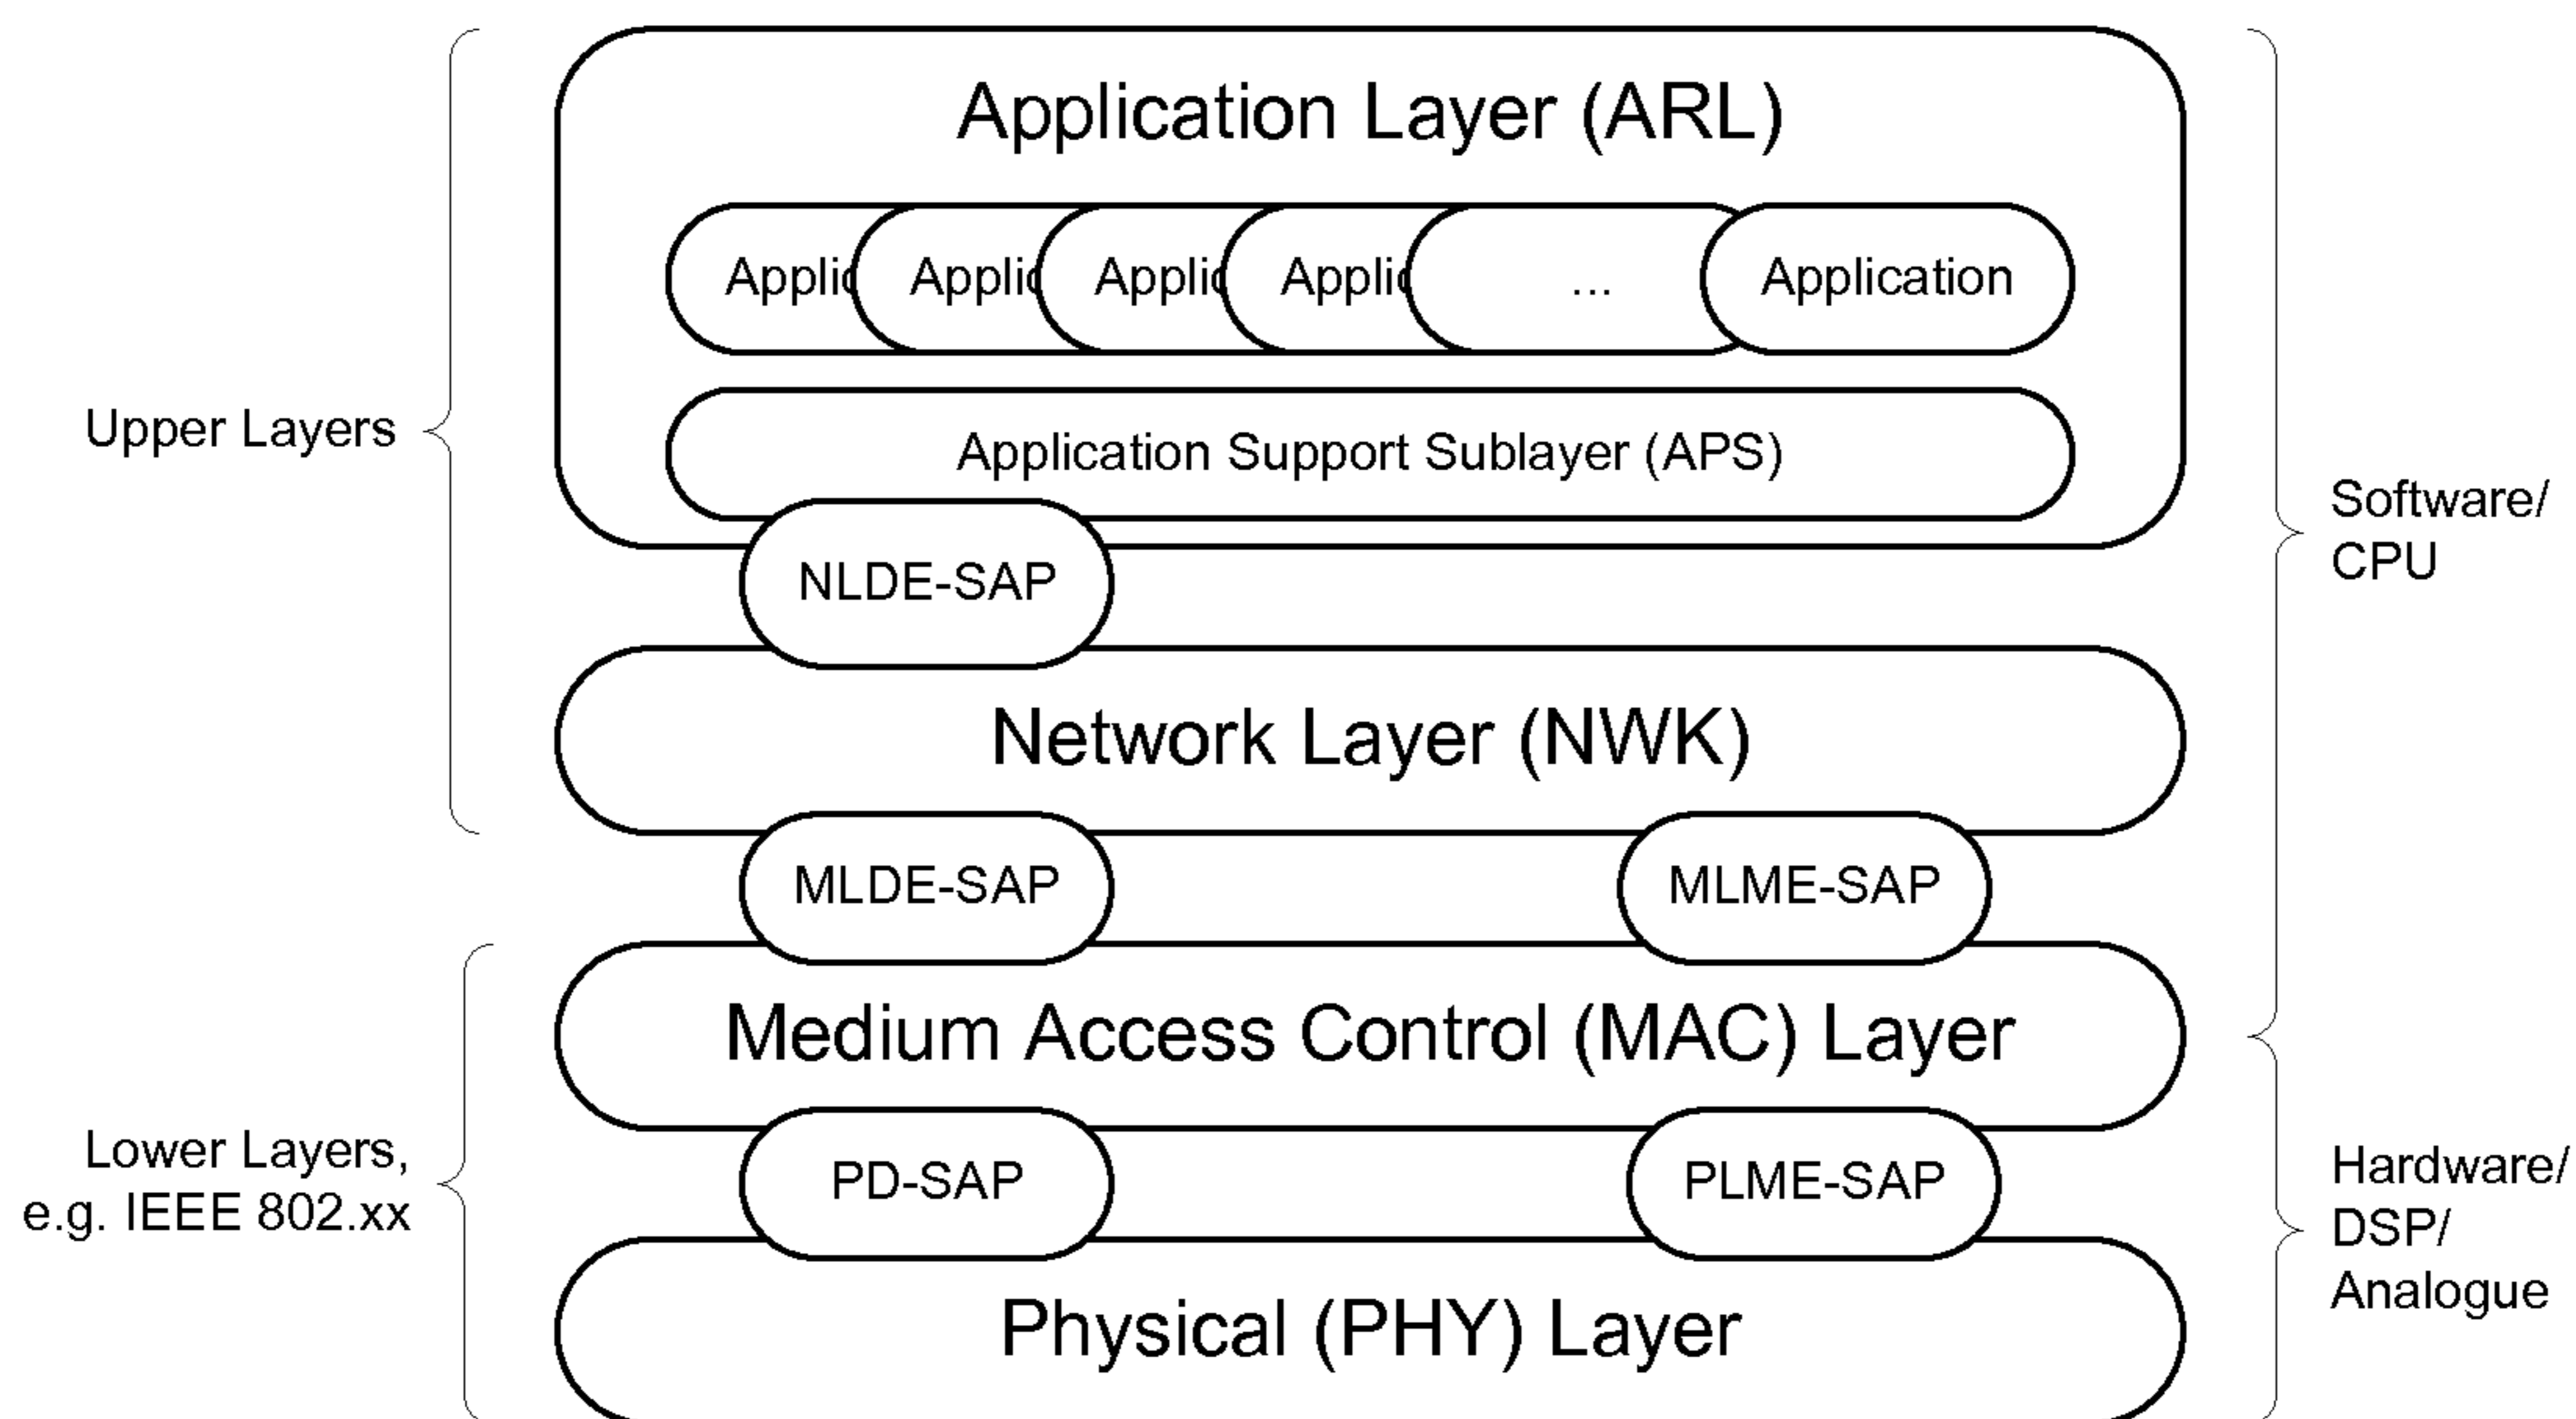 Application Layer (ARL)
Applic Applic Applic Applic ... Application
Upper Layers
Application Support Sublayer (APS)
Software/
CPU
NLDE-SAP
Network Layer (NWK)
MLDE-SAP MLME-SAP
Medium Access Control (MAC) Layer
Lower Layers,
e.g. IEEE 802.xx
PD-SAP PLME-SAP
Hardware/
DSP/
Analogue
Physical (PHY) Layer